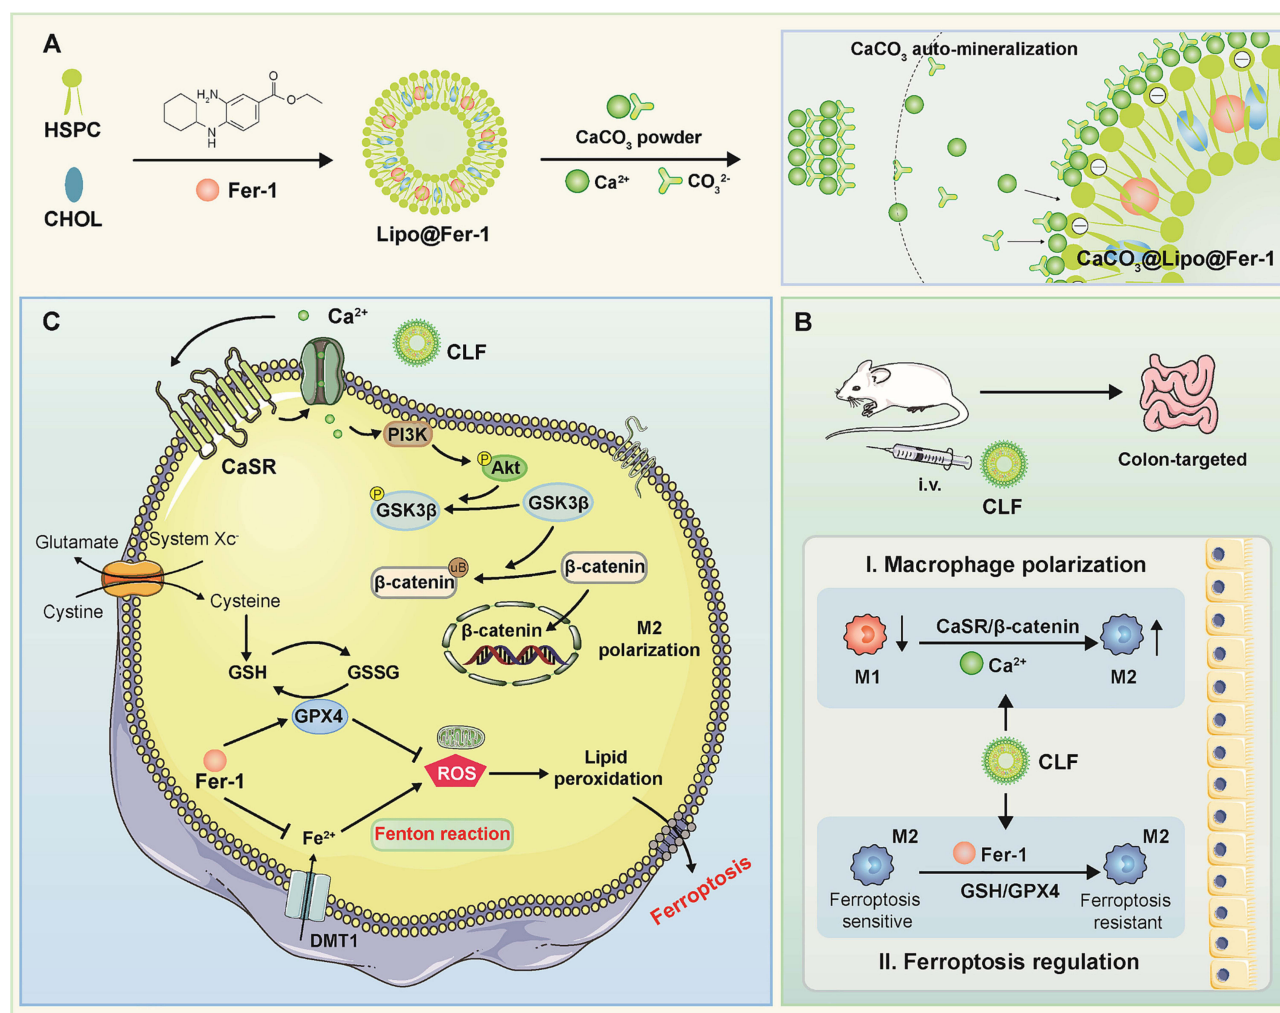 A
HSPC
CHOL
H₂N
N
H
O
O
Fer-1
Lipo@Fer-1
CaCO₃ powder
Ca²⁺
CO₃²⁻
CaCO₃ auto-mineralization
CaCO₃@Lipo@Fer-1
C
Ca²⁺
CLF
CaSR
PI3K
P
Akt
P
GSK3β
GSK3β
uB
β-catenin
β-catenin
β-catenin
M2
polarization
Glutamate
System Xc⁻
Cystine
Cysteine
GSH
GSSG
GPX4
Fer-1
ROS
Lipid
peroxidation
Fe²⁺
Fenton reaction
Ferroptosis
DMT1
B
i.v.
CLF
Colon-targeted
I. Macrophage polarization
CaSR/β-catenin
Ca²⁺
M1
M2
CLF
M2
Fer-1
M2
GSH/GPX4
Ferroptosis
sensitive
Ferroptosis
resistant
II. Ferroptosis regulation